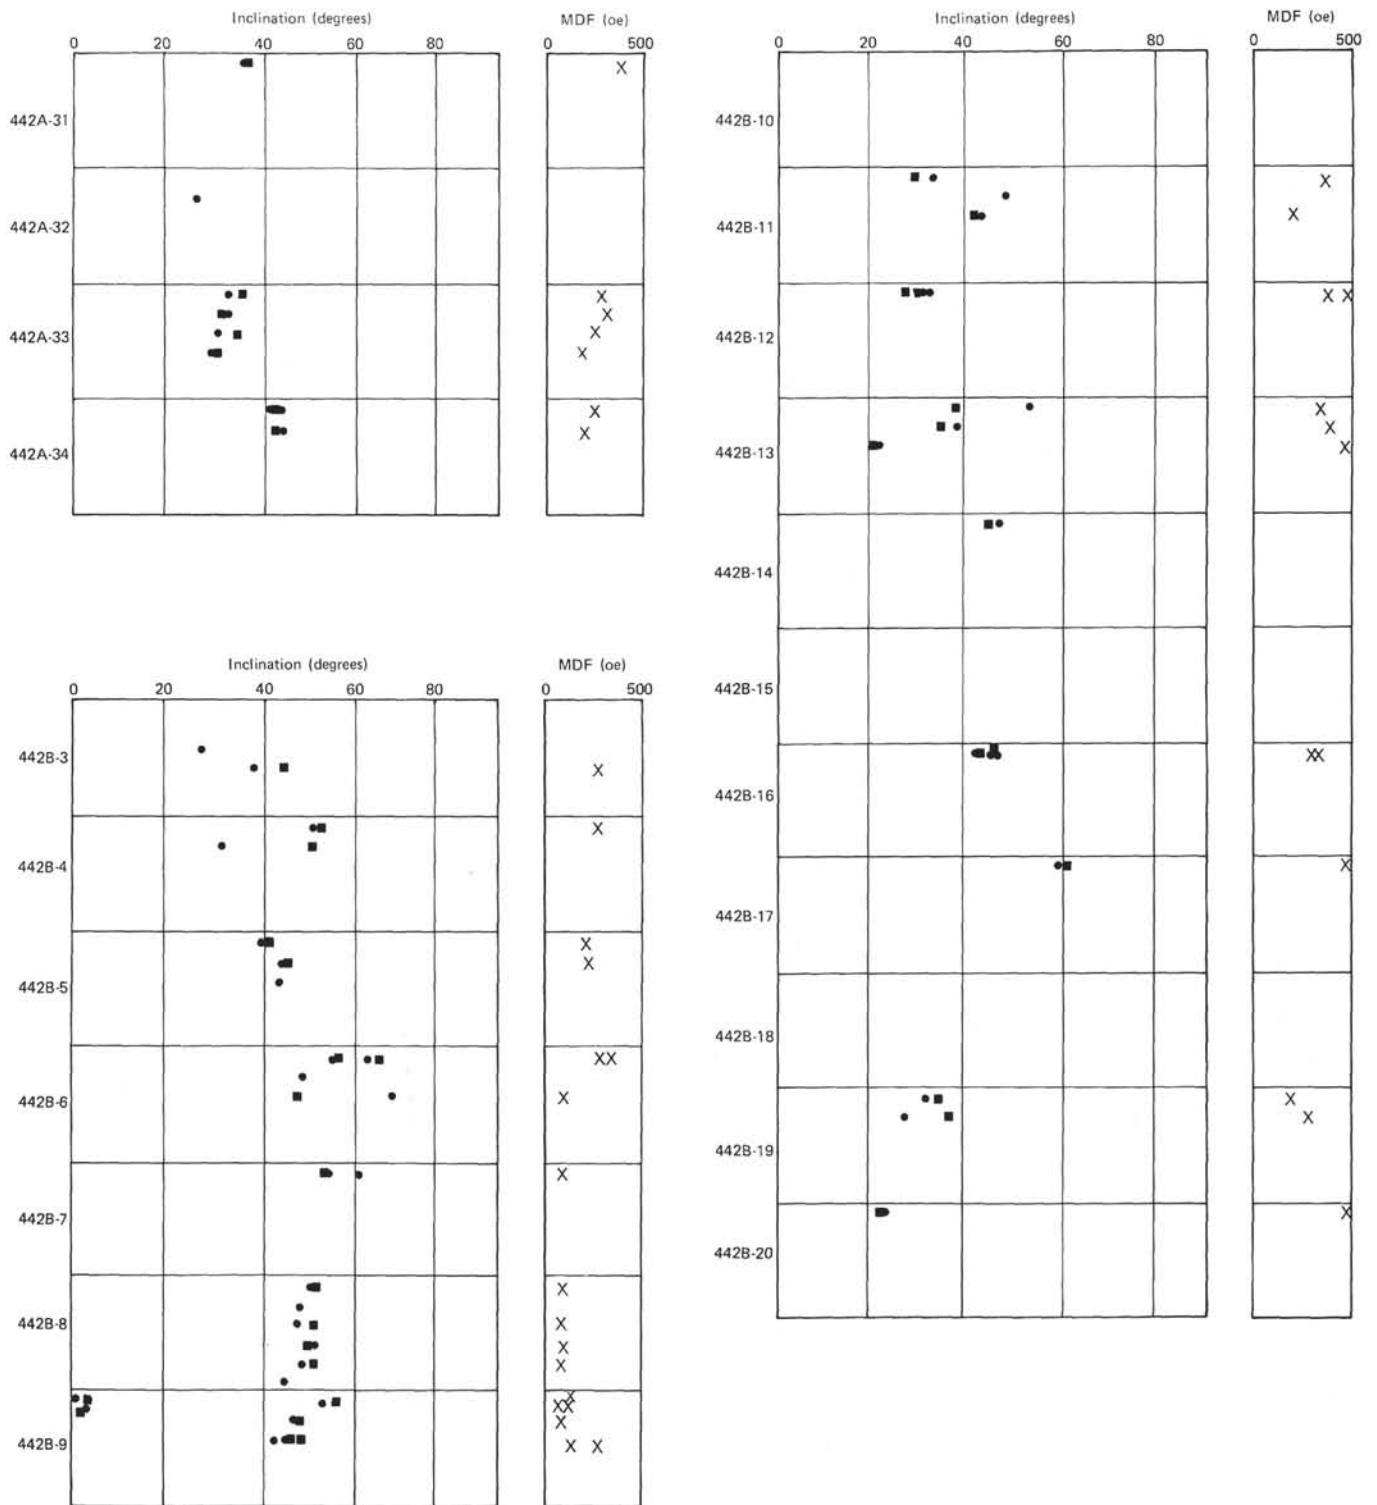 Inclination (degrees) MDF (oe)
0 20 40 60 80 0 500
442A-31
442A-32
442A-33
442A-34
Inclination (degrees) MDF (oe)
0 20 40 60 80 0 500
442B-3
442B-4
442B-5
442B-6
442B-7
442B-8
442B-9
Inclination (degrees) MDF (oe)
0 20 40 60 80 0 500
442B-10
442B-11
442B-12
442B-13
442B-14
442B-15
442B-16
442B-17
442B-18
442B-19
442B-20